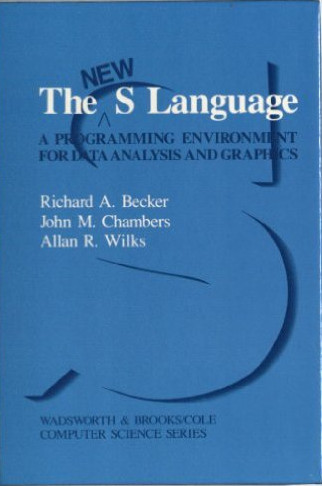 NEW
The S Language
A PROGRAMMING ENVIRONMENT
FOR DATA ANALYSIS AND GRAPHICS
Richard A. Becker
John M. Chambers
Allan R. Wilks
WADSWORTH & BROOKS/COLE
COMPUTER SCIENCE SERIES